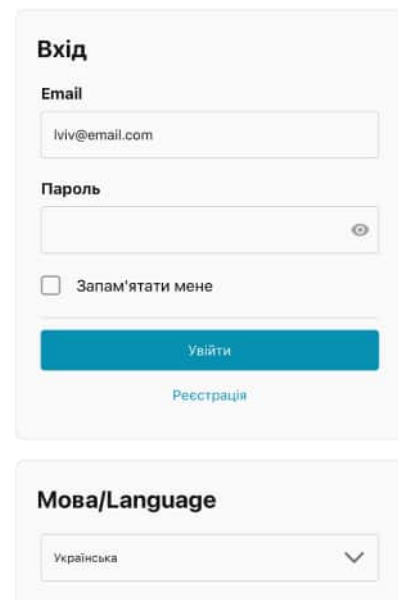 Вхід
Email
lviv@email.com
Пароль
Запам'ятати мене
Увійти
Реєстрація
Мова/Language
Українська